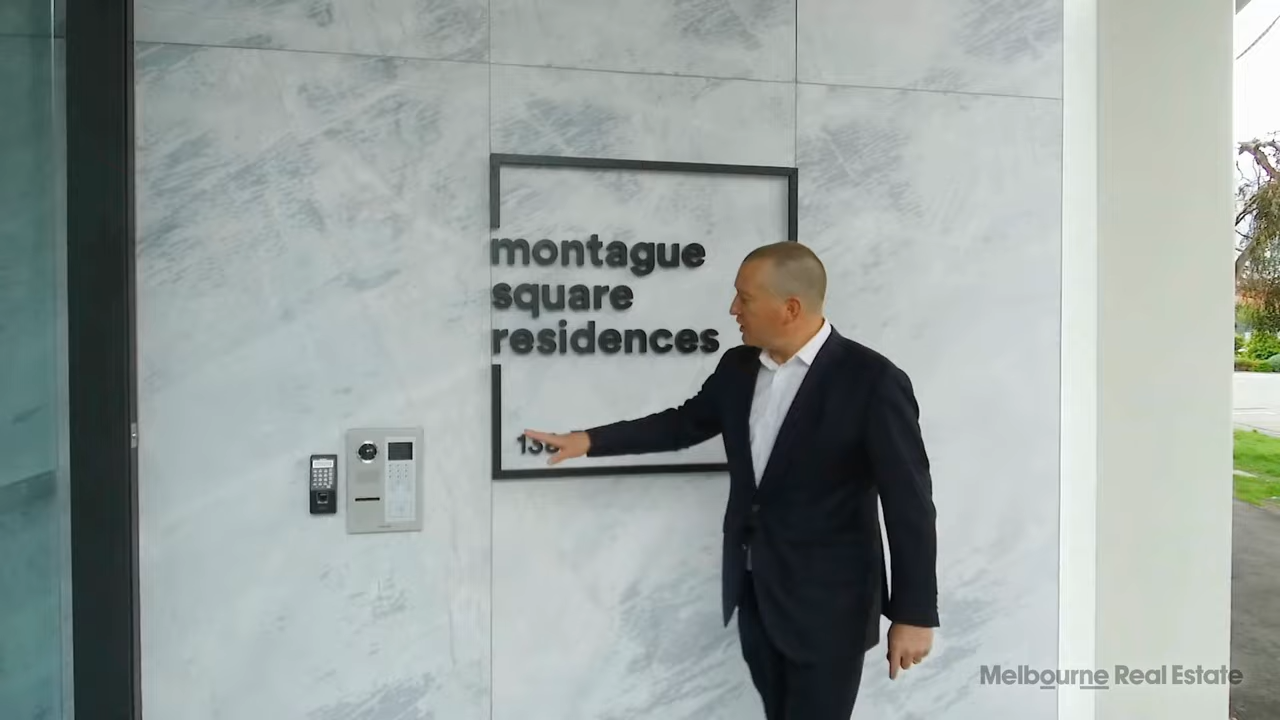 montague
square
residences
Melbourne Real Estate